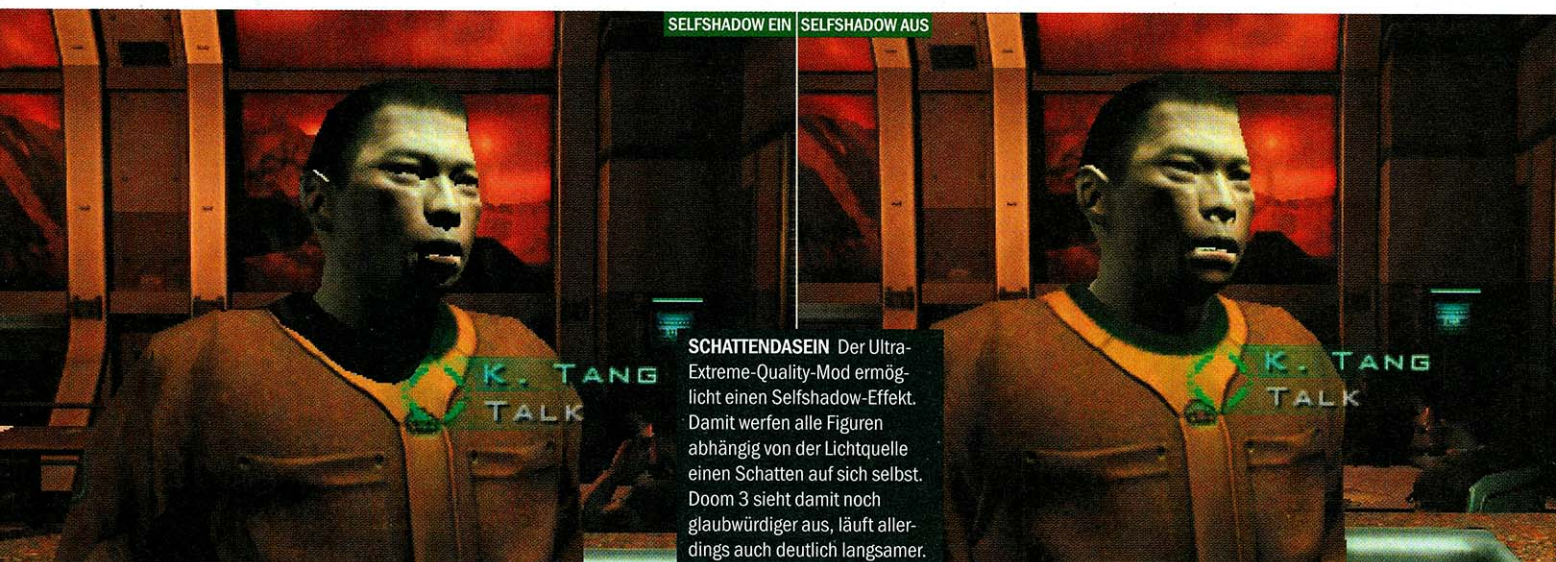 SELFSHADOW EIN SELFSHADOW AUS
K. TANG
TALK
SCHATTENDASEIN Der Ultra-
Extreme-Quality-Mod ermög-
licht einen Selfshadow-Effekt.
Damit werfen alle Figuren
abhängig von der Lichtquelle
einen Schatten auf sich selbst.
Doom 3 sieht damit noch
glaubwürdiger aus, läuft aller-
dings auch deutlich langsamer.
K. TANG
TALK